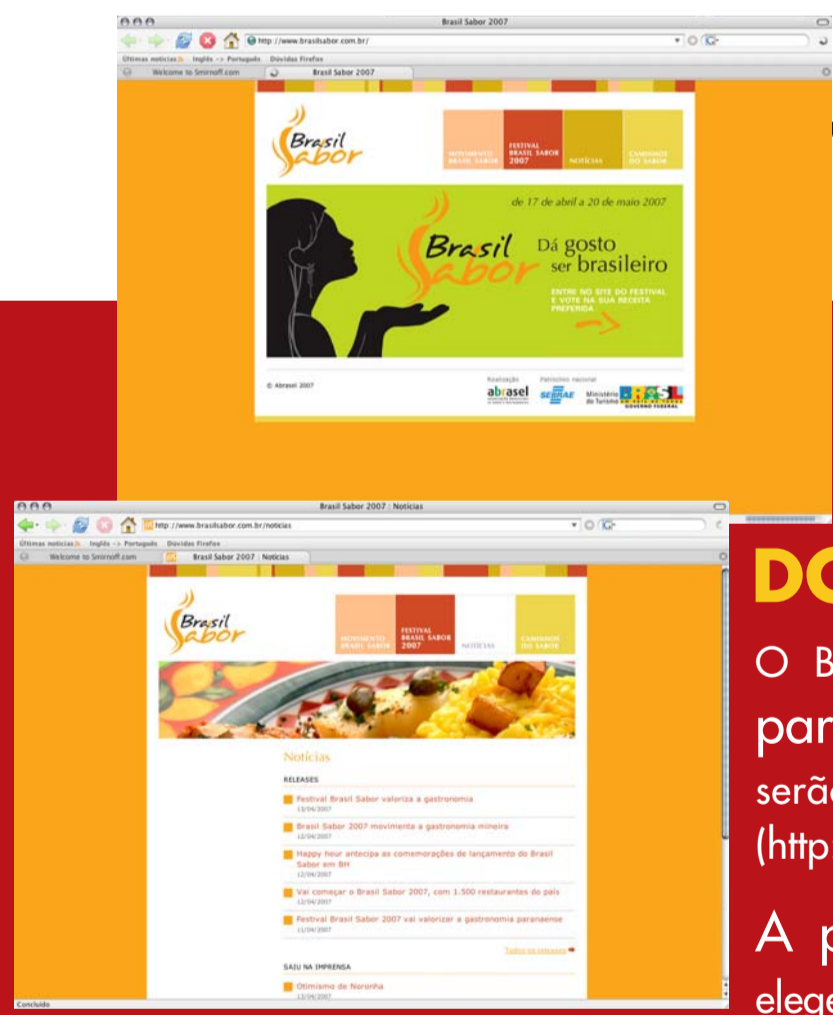 Brasil Sabor 2007
http://www.brasilsabor.com.br/
Últimas notícias Inglês -> Português Dúvidas Firefox
Welcome to Smirnoff.com Brasil Sabor 2007
Brasil Sabor
MOVIMENTO BRASIL SABOR
FESTIVAL BRASIL SABOR 2007
NOTÍCIAS
CAMINHOS DO SABOR
de 17 de abril a 20 de maio 2007
Brasil Sabor
Dá gosto
ser brasileiro
ENTRE NO SITE DO FESTIVAL
E VOTE NA SUA RECEITA
PREFERIDA
© Abrasel 2007
Realização
abrasel
Patrocínio nacional
SEBRAE
Ministério do Turismo
BRASIL
UM PAÍS DE TODOS
GOVERNO FEDERAL
Brasil Sabor 2007 : Notícias
http://www.brasilsabor.com.br/noticias
Últimas notícias Inglês -> Português Dúvidas Firefox
Welcome to Smirnoff.com Brasil Sabor 2007 : Notícias
Brasil Sabor
MOVIMENTO BRASIL SABOR
FESTIVAL BRASIL SABOR 2007
NOTÍCIAS
CAMINHOS DO SABOR
Notícias
RELEASES
Festival Brasil Sabor valoriza a gastronomia
13/04/2007
Brasil Sabor 2007 movimenta a gastronomia mineira
12/04/2007
Happy hour antecipa as comemorações de lançamento do Brasil
Sabor em BH
12/04/2007
Vai começar o Brasil Sabor 2007, com 1.500 restaurantes do país
12/04/2007
Festival Brasil Sabor 2007 vai valorizar a gastronomia paranaense
11/04/2007
Todos os releases
SAIU NA IMPRENSA
Otimismo de Noronha
13/04/2007
Concluído
O B
par
serão
(http
A p